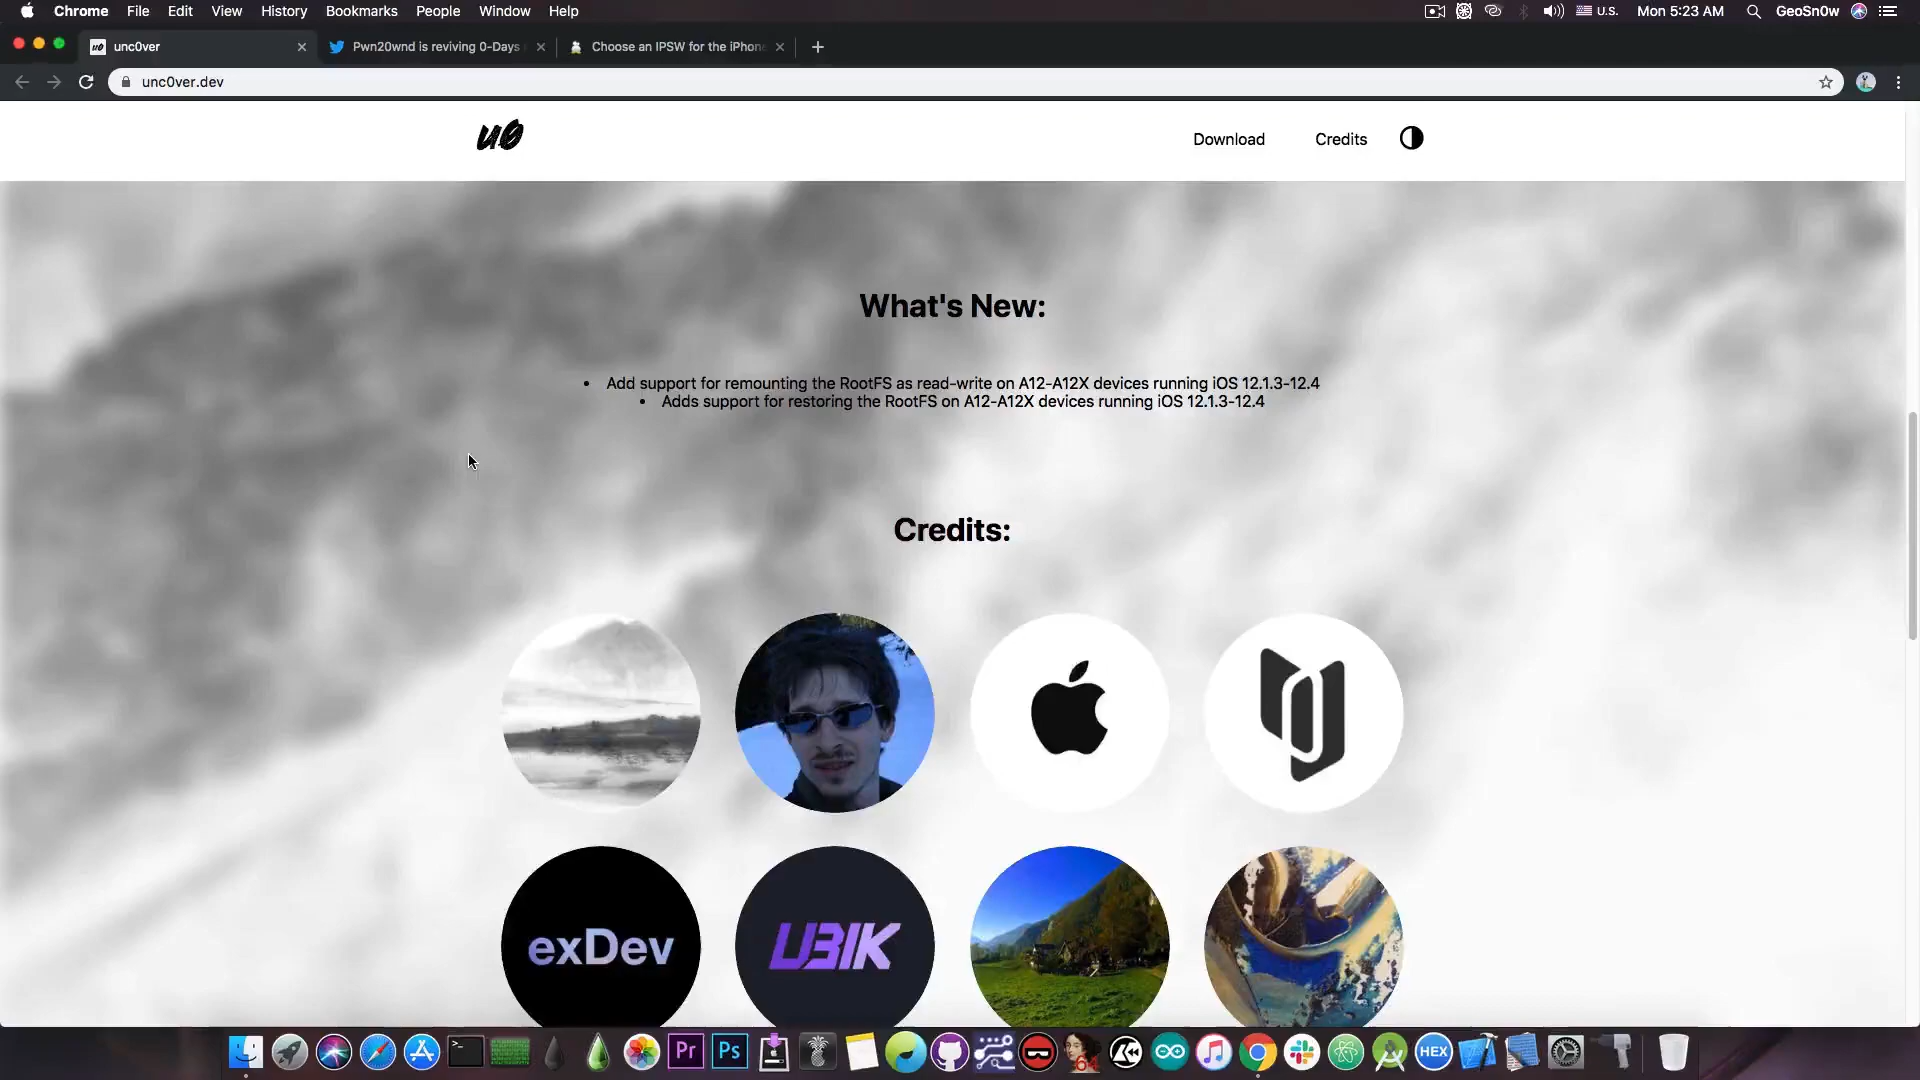 Chrome File Edit View History Bookmarks People Window Help U.S. Mon 5:23 AM GeoSn0w
u0 unc0ver Pwn20wnd is reviving 0-Days Choose an IPSW for the iPhone
unc0ver.dev
u0 Download Credits
What's New:
• Add support for remounting the RootFS as read-write on A12-A12X devices running iOS 12.1.3-12.4
• Adds support for restoring the RootFS on A12-A12X devices running iOS 12.1.3-12.4
Credits:
exDev U3IK
>_ Pr Ps 64 HEX